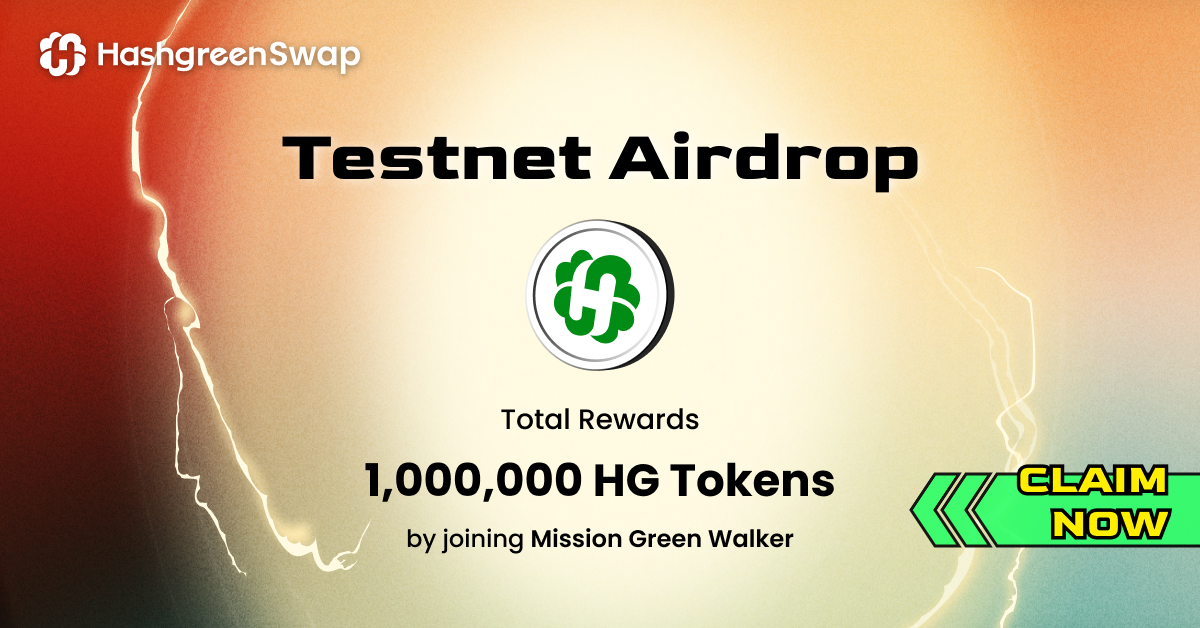 HashgreenSwap
Testnet Airdrop
Total Rewards
1,000,000 HG Tokens
by joining Mission Green Walker
CLAIM
NOW